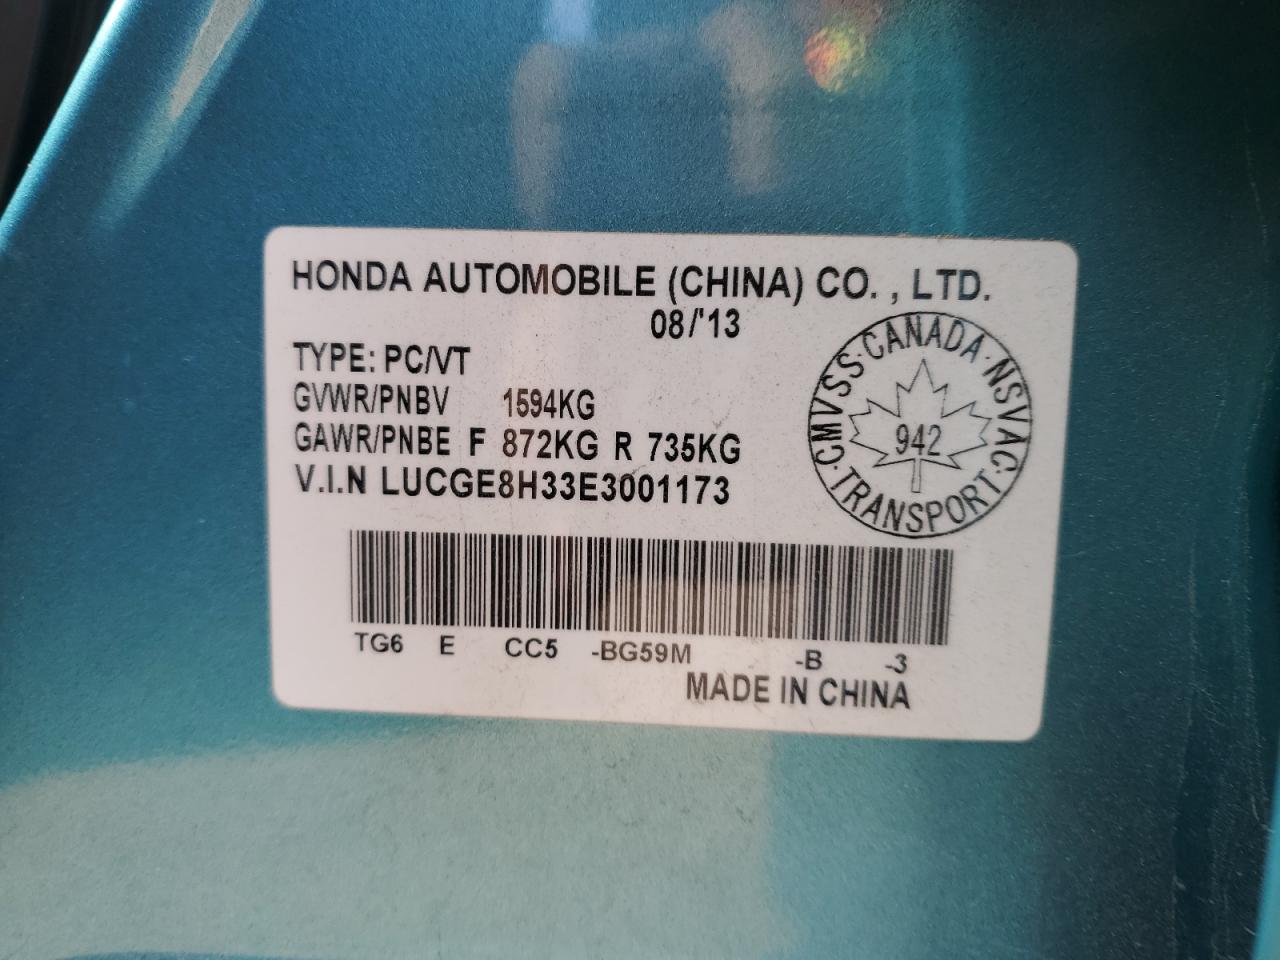 HONDA AUTOMOBILE (CHINA) CO. , LTD.
08/'13
TYPE: PC/VT
GVWR/PNBV 1594KG
GAWR/PNBE F 872KG R 735KG
V.I.N LUCGE8H33E3001173
CMVSS·CANADA·NSVAC·TRANSPORT·
942
TG6 E CC5 -BG59M -B -3
MADE IN CHINA